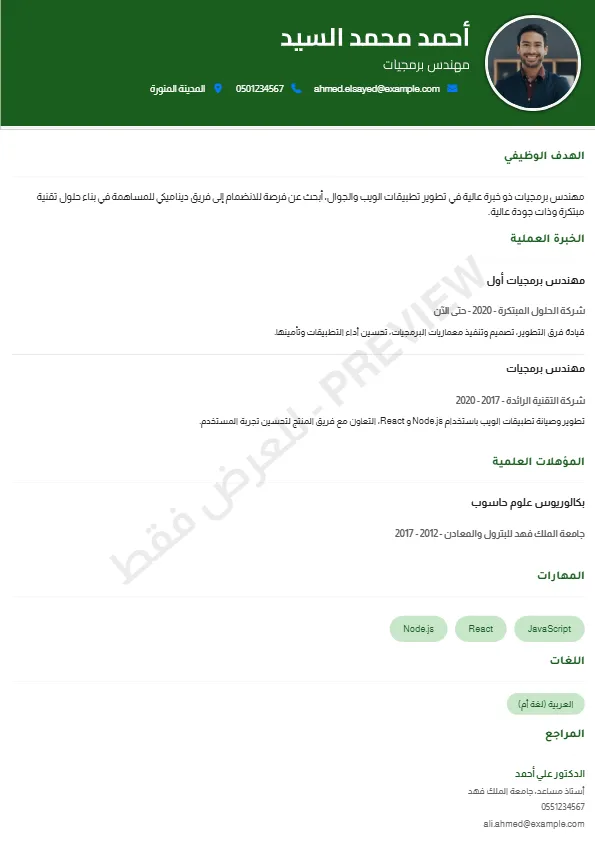 أحمد محمد السيد
مهندس برمجيات
ahmed.elsayed@example.com 0501234567 المدينة المنورة
الهدف الوظيفي
مهندس برمجيات ذو خبرة عالية في تطوير تطبيقات الويب والجوال، أبحث عن فرصة للانضمام إلى فريق ديناميكي للمساهمة في بناء حلول تقنية
مبتكرة وذات جودة عالية.
الخبرة العملية
مهندس برمجيات أول
شركة الحلول المبتكرة - 2020 - حتى الآن
قيادة فرق التطوير، تصميم وتنفيذ معماريات البرمجيات، تحسين أداء التطبيقات وتأمينها.
مهندس برمجيات
شركة التقنية الرائدة - 2017 - 2020
تطوير وصيانة تطبيقات الويب باستخدام Node.js و React، التعاون مع فريق المنتج لتحسين تجربة المستخدم.
المؤهلات العلمية
بكالوريوس علوم حاسوب
جامعة الملك فهد للبترول والمعادن - 2012 - 2017
المهارات
JavaScript React Node.js
اللغات
العربية (لغة أم)
المراجع
الدكتور علي أحمد
أستاذ مساعد، جامعة الملك فهد
0551234567
ali.ahmed@example.com
للعرض فقط - PREVIEW